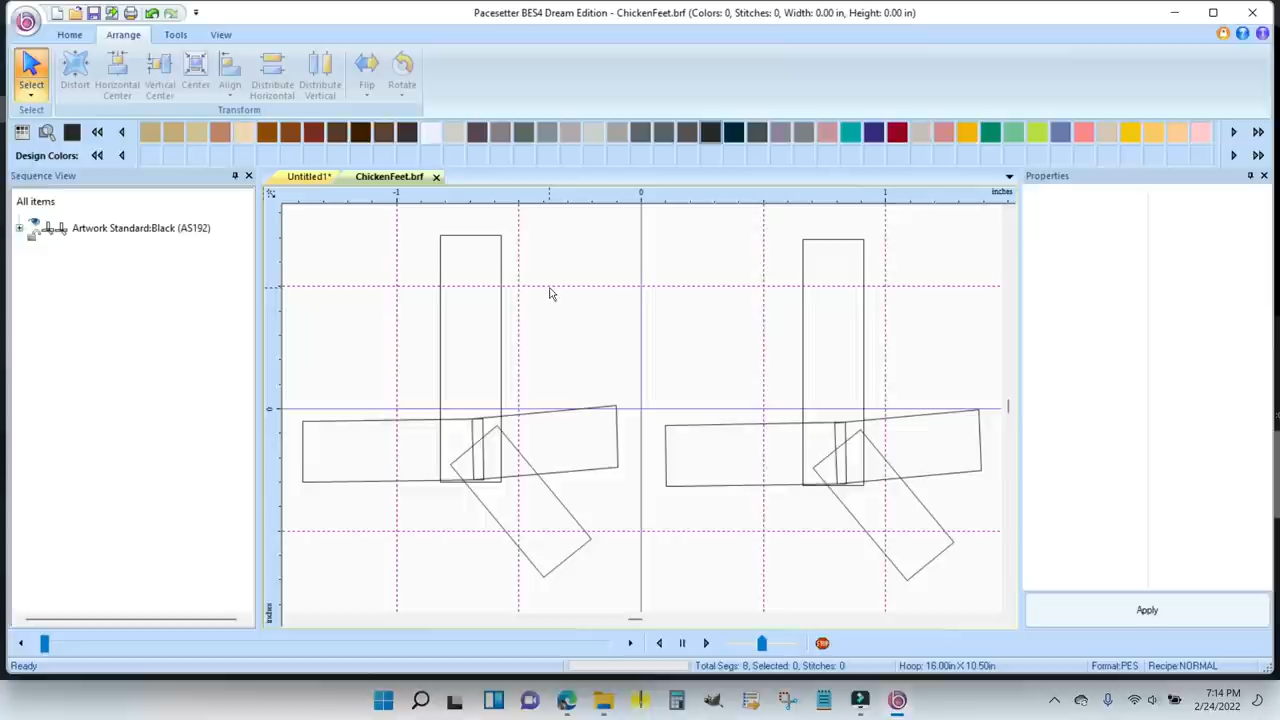 Pacesetter BES4 Dream Edition - ChickenFeet.brf (Colors: 0, Stitches: 0, Width: 0.00 in, Height: 0.00 in)
Home Arrange Tools View
Select Distort Horizontal Center Vertical Center Center Align Distribute Horizontal Distribute Vertical Flip Rotate
Select Transform
Design Colors:
Sequence View Untitled1* ChickenFeet.brf Properties
-1 0 1 inches
All items
Artwork Standard:Black (AS192)
0
inches
Apply
Ready Total Segs: 8, Selected: 0, Stitches: 0 Hoop: 16.00in X 10.50in Format:PES Recipe:NORMAL
7:14 PM
2/24/2022